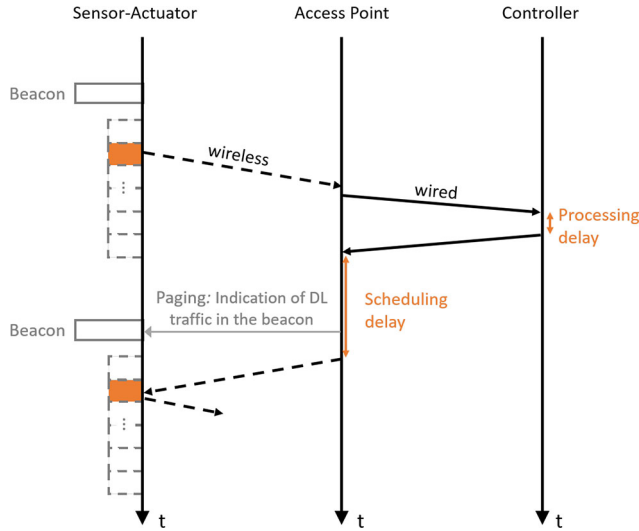 Sensor-Actuator
Access Point
Controller
Beacon
wireless
wired
Processing
delay
Paging: Indication of DL
traffic in the beacon
Scheduling
delay
Beacon
t
t
t